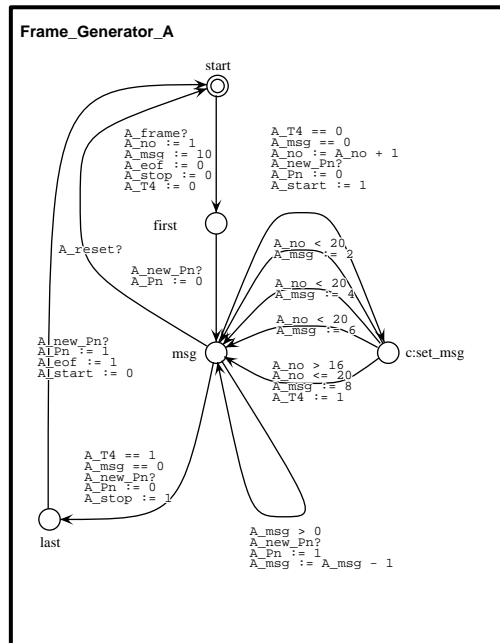 Frame_Generator_A
start
A_frame?
A_no := 1
A_msg := 10
A_eof := 0
A_stop := 0
A_T4 := 0
A_T4 == 0
A_msg == 0
A_no := A_no + 1
A_new_Pn?
A_Pn := 0
A_start := 1
first
A_reset?
A_new_Pn?
A_Pn := 0
A_no < 20
A_msg := 2
A_no < 20
A_msg := 4
A_no < 20
A_msg := 6
A_new_Pn?
A_Pn := 1
A_eof := 1
A_start := 0
msg
c:set_msg
A_no > 16
A_no <= 20
A_msg := 8
A_T4 := 1
A_T4 == 1
A_msg == 0
A_new_Pn?
A_Pn := 0
A_stop := 1
last
A_msg > 0
A_new_Pn?
A_Pn := 1
A_msg := A_msg - 1